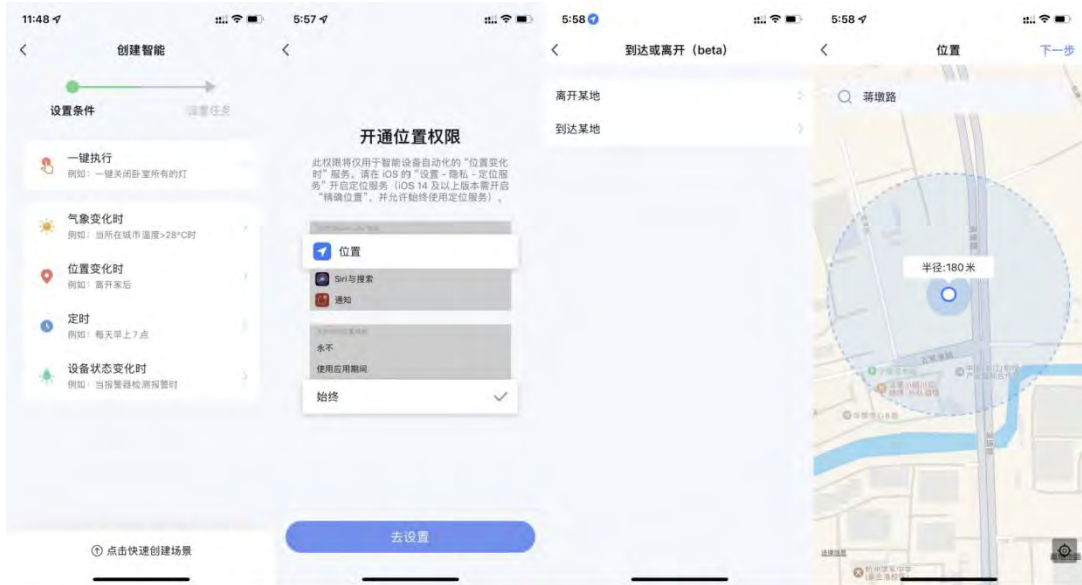 11:48
创建智能
设置条件
设置任务
一键执行
例如：一键关闭卧室所有的灯
气象变化时
例如：当所在城市温度>28°C时
位置变化时
例如：离开家后
定时
例如：每天早上7点
设备状态变化时
例如：当报警器检测报警时
点击快速创建场景
5:57
开通位置权限
此权限将仅用于智能设备自动化的“位置变化
时”服务。请在 iOS 的“设置 - 隐私 - 定位服
务”开启定位服务（iOS 14 及以上版本需开启
“精确位置”，并允许始终使用定位服务）。
位置
Siri与搜索
通知
永不
使用应用期间
始终
去设置
5:58
到达或离开（beta）
离开某地
到达某地
5:58
位置
下一步
蒋墩路
半径:180米